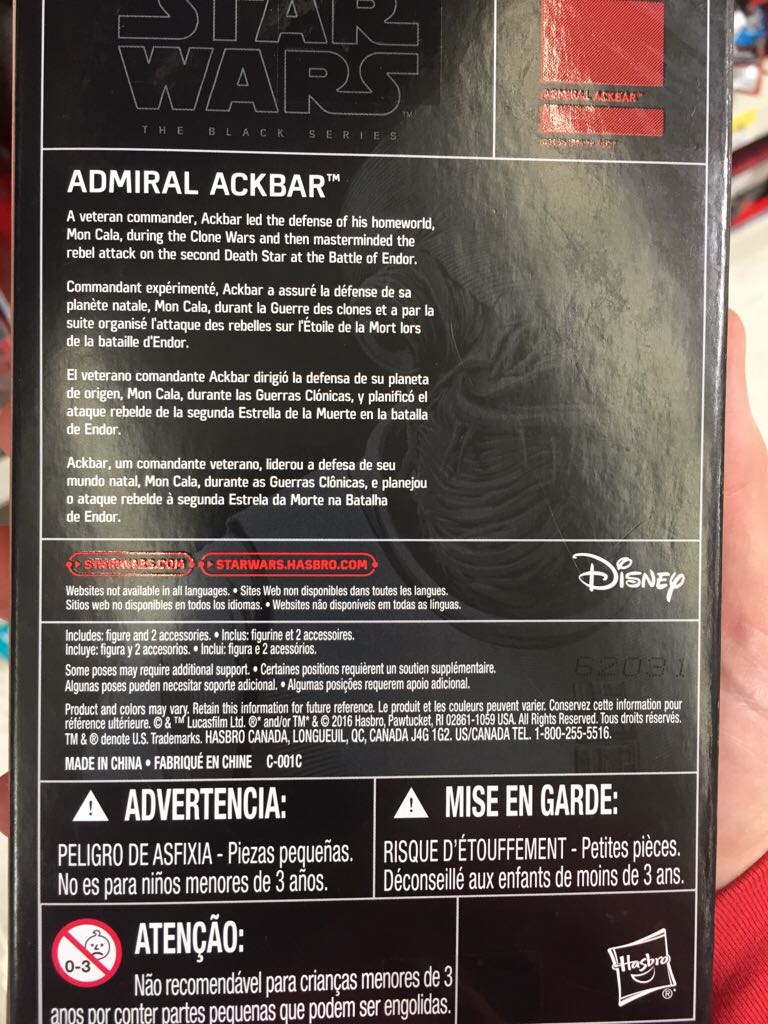 STAR
WARS™
THE BLACK SERIES
ADMIRAL ACKBAR™
ADMIRAL ACKBAR™
A veteran commander, Ackbar led the defense of his homeworld,
Mon Cala, during the Clone Wars and then masterminded the
rebel attack on the second Death Star at the Battle of Endor.
Commandant expérimenté, Ackbar a assuré la défense de sa
planète natale, Mon Cala, durant la Guerre des clones et a par la
suite organisé l'attaque des rebelles sur l'Étoile de la Mort lors
de la bataille d'Endor.
El veterano comandante Ackbar dirigió la defensa de su planeta
de origen, Mon Cala, durante las Guerras Clónicas, y planificó el
ataque rebelde de la segunda Estrella de la Muerte en la batalla
de Endor.
Ackbar, um comandante veterano, liderou a defesa de seu
mundo natal, Mon Cala, durante as Guerras Clônicas, e planejou
o ataque rebelde à segunda Estrela da Morte na Batalha
de Endor.
STARWARS.COM STARWARS.HASBRO.COM
Disney
Websites not available in all languages. • Sites Web non disponibles dans toutes les langues.
Sitios web no disponibles en todos los idiomas. • Websites não disponíveis em todas as línguas.
Includes: figure and 2 accessories. • Inclus: figurine et 2 accessoires.
Incluye: figura y 2 accesorios. • Inclui: figura e 2 acessórios.
Some poses may require additional support. • Certaines positions requièrent un soutien supplémentaire.
Algunas poses pueden necesitar soporte adicional. • Algumas posições requerem apoio adicional.
62031
Product and colors may vary. Retain this information for future reference. Le produit et les couleurs peuvent varier. Conservez cette information pour
référence ultérieure. © & ™ Lucasfilm Ltd. ®* and/or TM* & © 2016 Hasbro, Pawtucket, RI 02861-1059 USA. All Rights Reserved. Tous droits réservés.
TM & ® denote U.S. Trademarks. HASBRO CANADA, LONGUEUIL, QC, CANADA J4G 1G2. US/CANADA TEL. 1-800-255-5516.
MADE IN CHINA • FABRIQUÉ EN CHINE C-001C
ADVERTENCIA:
PELIGRO DE ASFIXIA - Piezas pequeñas.
No es para niños menores de 3 años.
MISE EN GARDE:
RISQUE D'ÉTOUFFEMENT - Petites pièces.
Déconseillé aux enfants de moins de 3 ans.
0-3
ATENÇÃO:
Não recomendável para crianças menores de 3
anos por conter partes pequenas que podem ser engolidas.
Hasbro®